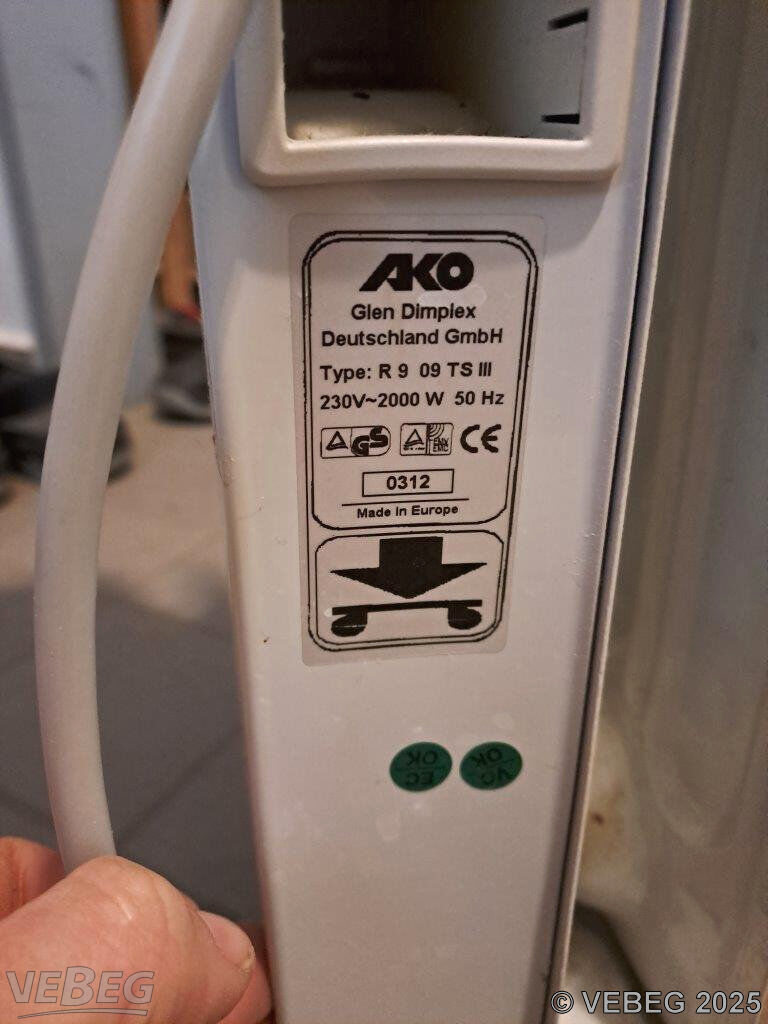 AKO
Glen Dimplex
Deutschland GmbH
Type: R 9 09 TS III
230V~2000 W 50 Hz
GS EMC CE
0312
Made in Europe
EC OK
VC OK
VEBEG
© VEBEG 2025